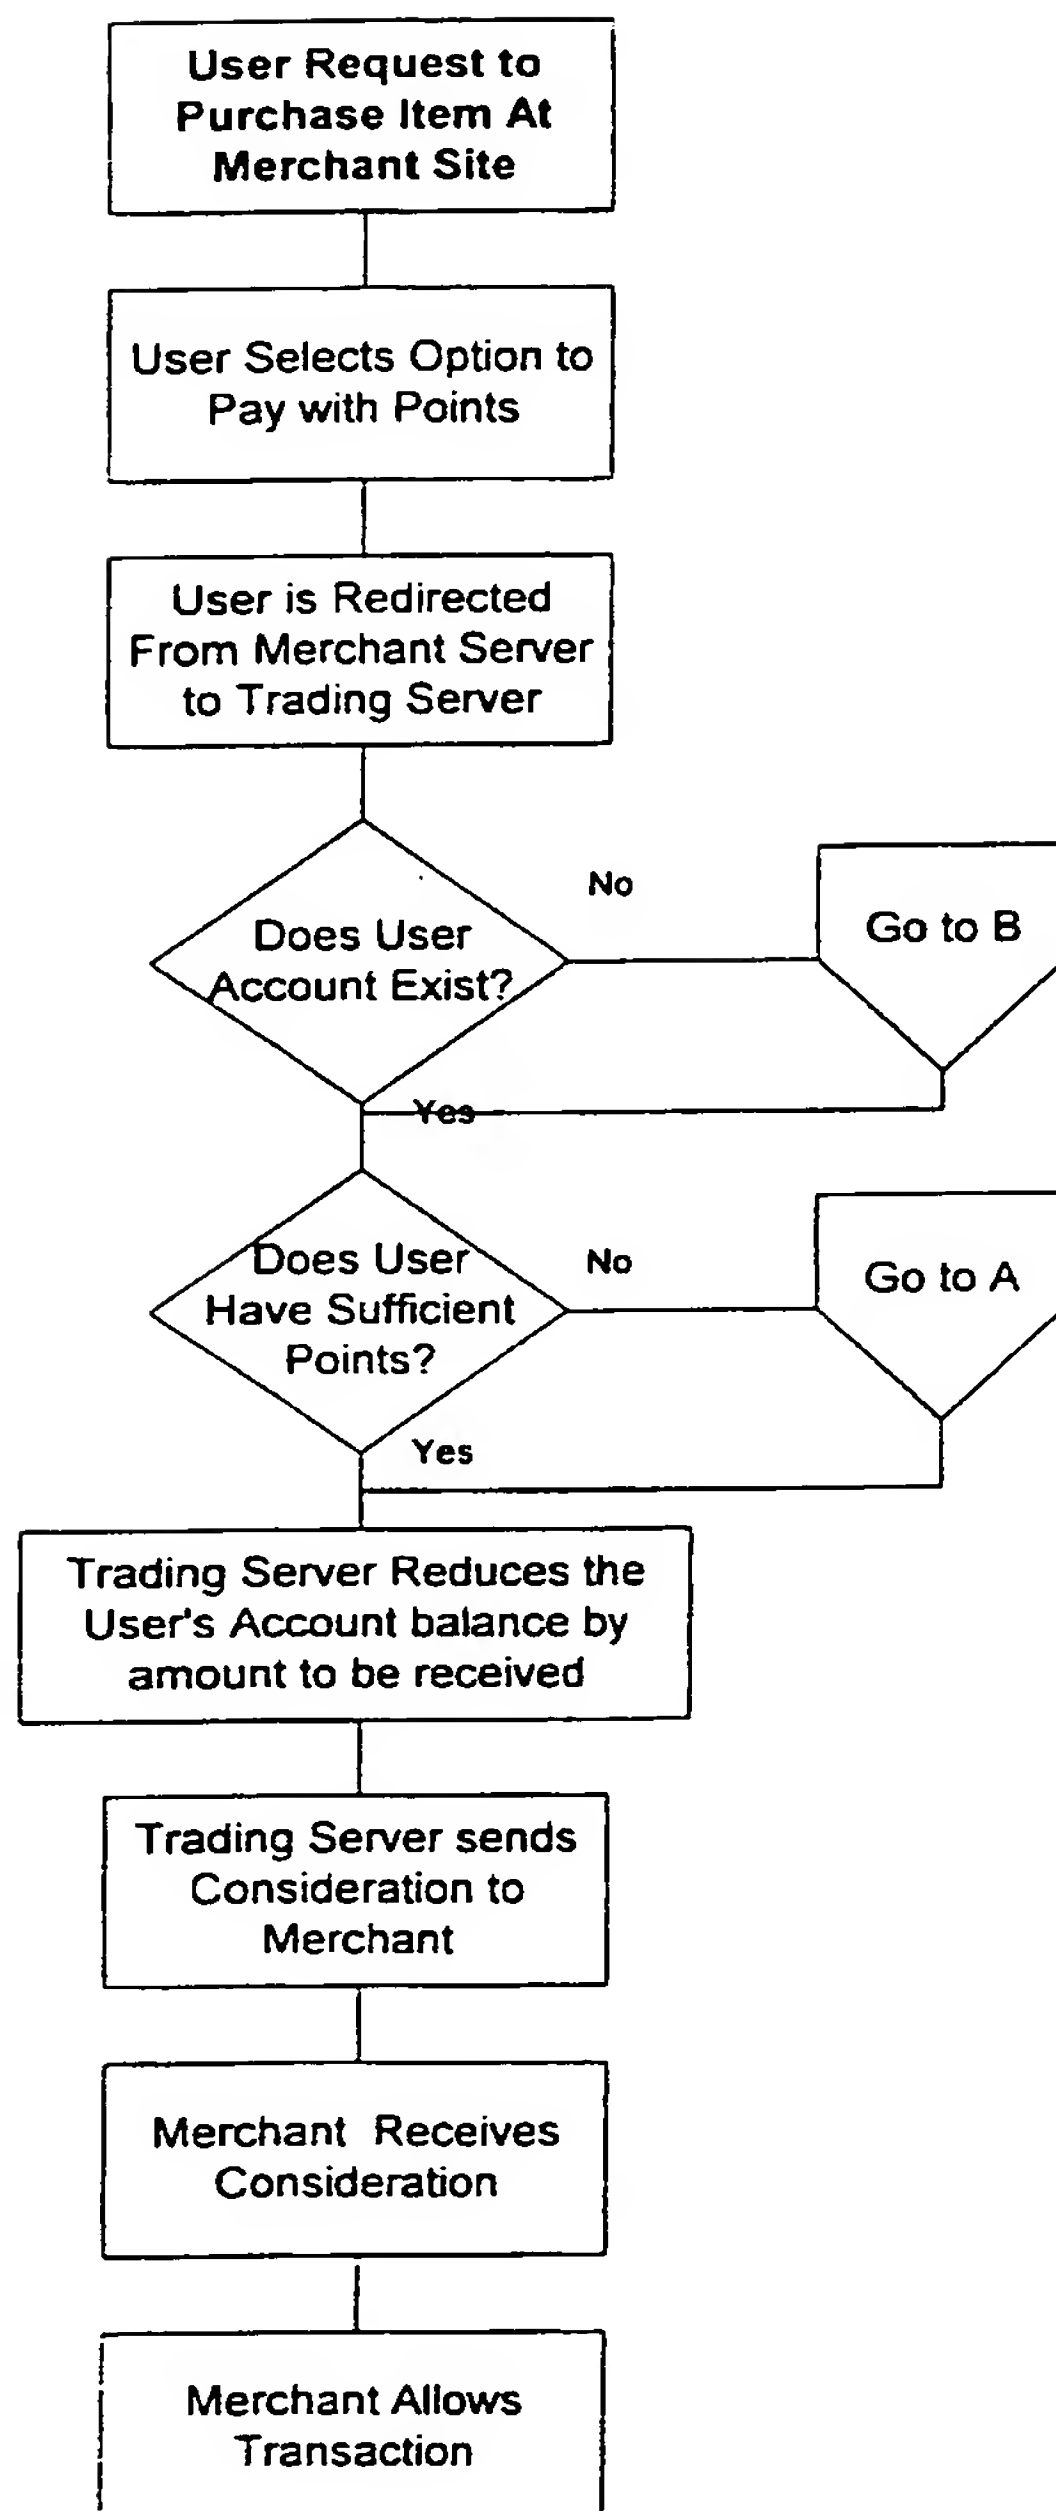 User Request to
Purchase Item At
Merchant Site
User Selects Option to
Pay with Points
User is Redirected
From Merchant Server
to Trading Server
Does User
Account Exist?
No
Go to B
Yes
Does User
Have Sufficient
Points?
No
Go to A
Yes
Trading Server Reduces the
User's Account balance by
amount to be received
Trading Server sends
Consideration to
Merchant
Merchant Receives
Consideration
Merchant Allows
Transaction